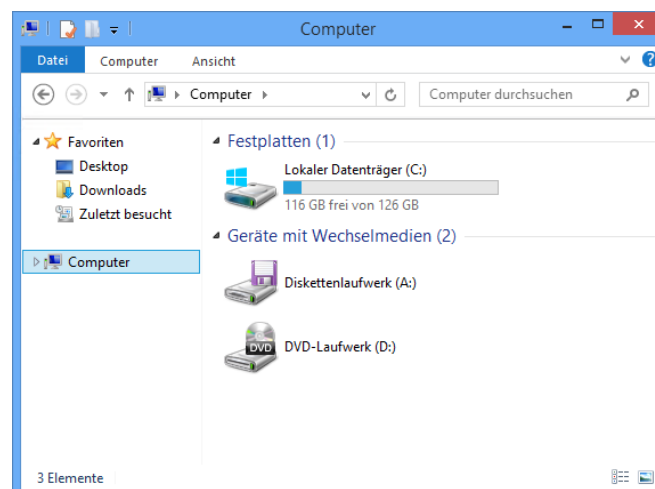 Computer
Datei Computer Ansicht
Computer Computer durchsuchen
Favoriten
Desktop
Downloads
Zuletzt besucht
Computer
Festplatten (1)
Lokaler Datenträger (C:)
116 GB frei von 126 GB
Geräte mit Wechselmedien (2)
Diskettenlaufwerk (A:)
DVD
DVD-Laufwerk (D:)
3 Elemente